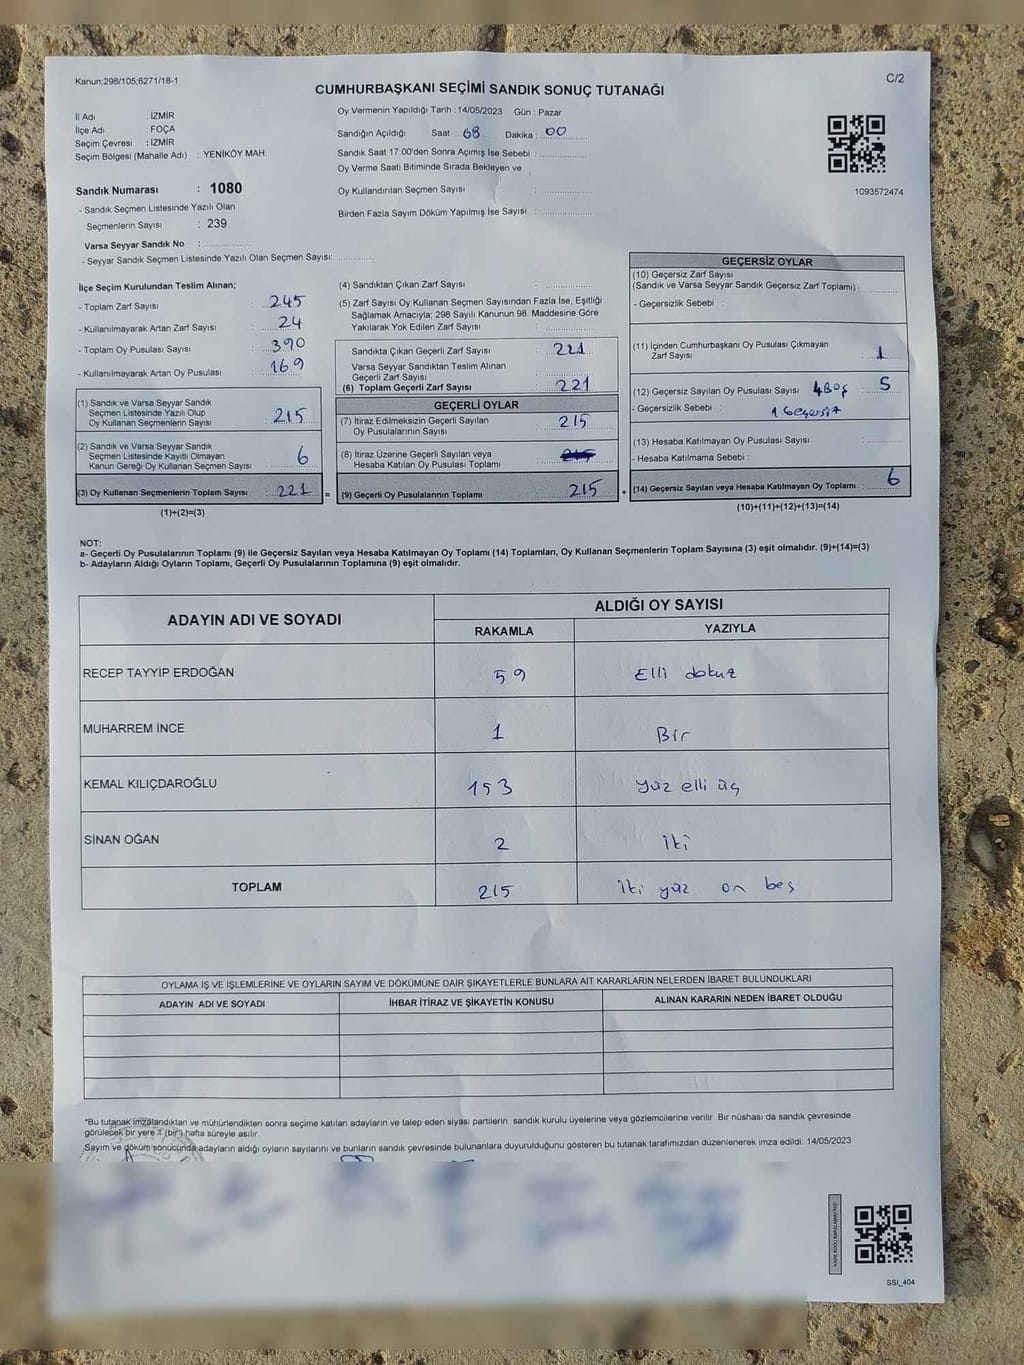 Kanun;298/105;6271/18-1
C/2
CUMHURBAŞKANI SEÇİMİ SANDIK SONUÇ TUTANAĞI
İl Adı : İZMİR
İlçe Adı : FOÇA
Seçim Çevresi : İZMİR
Seçim Bölgesi (Mahalle Adı) : YENİKÖY MAH.
Sandık Numarası : 1080
- Sandık Seçmen Listesinde Yazılı Olan
Seçmenlerin Sayısı : 239
Varsa Seyyar Sandık No :
- Seyyar Sandık Seçmen Listesinde Yazılı Olan Seçmen Sayısı:
Oy Vermenin Yapıldığı Tarih : 14/05/2023 Gün : Pazar
Sandığın Açıldığı Saat : 08 Dakika : 00
Sandık Saat 17:00'den Sonra Açımış İse Sebebi :
Oy Verme Saati Bitiminde Sırada Bekleyen ve
Oy Kullandırılan Seçmen Sayısı :
Birden Fazla Sayım Döküm Yapılmış İse Sayısı :
1093572474
İlçe Seçim Kurulundan Teslim Alınan;
- Toplam Zarf Sayısı : 245
- Kullanılmayarak Artan Zarf Sayısı : 24
- Toplam Oy Pusulası Sayısı : 390
- Kullanılmayarak Artan Oy Pusulası : 169
(1) Sandık ve Varsa Seyyar Sandık
Seçmen Listesinde Yazılı Olup
Oy Kullanan Seçmenlerin Sayısı : 215
(2) Sandık ve Varsa Seyyar Sandık
Seçmen Listesinde Kayıtlı Olmayan
Kanun Gereği Oy Kullanan Seçmen Sayısı : 6
(3) Oy Kullanan Seçmenlerin Toplam Sayısı : 221 =
(1)+(2)=(3)
(4) Sandıktan Çıkan Zarf Sayısı :
(5) Zarf Sayısı Oy Kullanan Seçmen Sayısından Fazla İse, Eşitliği
Sağlamak Amacıyla; 298 Sayılı Kanunun 98. Maddesine Göre
Yakılarak Yok Edilen Zarf Sayısı :
Sandıkta Çıkan Geçerli Zarf Sayısı : 221
Varsa Seyyar Sandıktan Teslim Alınan
Geçerli Zarf Sayısı :
(6) Toplam Geçerli Zarf Sayısı : 221
GEÇERLİ OYLAR
(7) İtiraz Edilmeksizin Geçerli Sayılan
Oy Pusulalarının Sayısı : 215
(8) İtiraz Üzerine Geçerli Sayılan ve
Hesaba Katılan Oy Pusulası Toplamı :
(9) Geçerli Oy Pusulalarının Toplamı : 215 +
GEÇERSİZ OYLAR
(10) Geçersiz Zarf Sayısı
(Sandık ve Varsa Seyyar Sandık Geçersiz Zarf Toplamı) :
- Geçersizlik Sebebi :
(11) İçinden Cumhurbaşkanı Oy Pusulası Çıkmayan
Zarf Sayısı : 1
(12) Geçersiz Sayılan Oy Pusulası Sayısı 4 Boş 5
- Geçersizlik Sebebi : 1 Geçersiz
(13) Hesaba Katılmayan Oy Pusulası Sayısı :
- Hesaba Katılmama Sebebi :
(14) Geçersiz Sayılan veya Hesaba Katılmayan Oy Toplamı : 6
(10)+(11)+(12)+(13)=(14)
NOT:
a- Geçerli Oy Pusulalarının Toplamı (9) ile Geçersiz Sayılan veya Hesaba Katılmayan Oy Toplamı (14) Toplamları, Oy Kullanan Seçmenlerin Toplam Sayısına (3) eşit olmalıdır. (9)+(14)=(3)
b- Adayların Aldığı Oyların Toplamı, Geçerli Oy Pusulalarının Toplamına (9) eşit olmalıdır.
ADAYIN ADI VE SOYADI
ALDIĞI OY SAYISI
RAKAMLA YAZIYLA
RECEP TAYYİP ERDOĞAN 59 Elli dokuz
MUHARREM İNCE 1 Bir
KEMAL KILIÇDAROĞLU 153 yüz elli üç
SİNAN OĞAN 2 iki
TOPLAM 215 iki yüz on beş
OYLAMA İŞ VE İŞLEMLERİNE VE OYLARIN SAYIM VE DÖKÜMÜNE DAİR ŞİKAYETLERLE BUNLARA AİT KARARLARIN NELERDEN İBARET BULUNDUKLARI
ADAYIN ADI VE SOYADI İHBAR İTİRAZ VE ŞİKAYETİN KONUSU ALINAN KARARIN NEDEN İBARET OLDUĞU
*Bu tutanak imzalandıktan ve mühürlendikten sonra seçime katılan adayların ve talep eden siyasi partilerin sandık kurulu üyelerine veya gözlemcilerine verilir. Bir nüshası da sandık çevresinde
görülecek bir yere 1 (bir) hafta süreyle asılır.
Sayım ve döküm sonucunda adayların aldığı oyların sayılarını ve bunların sandık çevresinde bulunanlara duyurulduğunu gösteren bu tutanak tarafımızdan düzenlenerek imza edildi. 14/05/2023
SSI_404